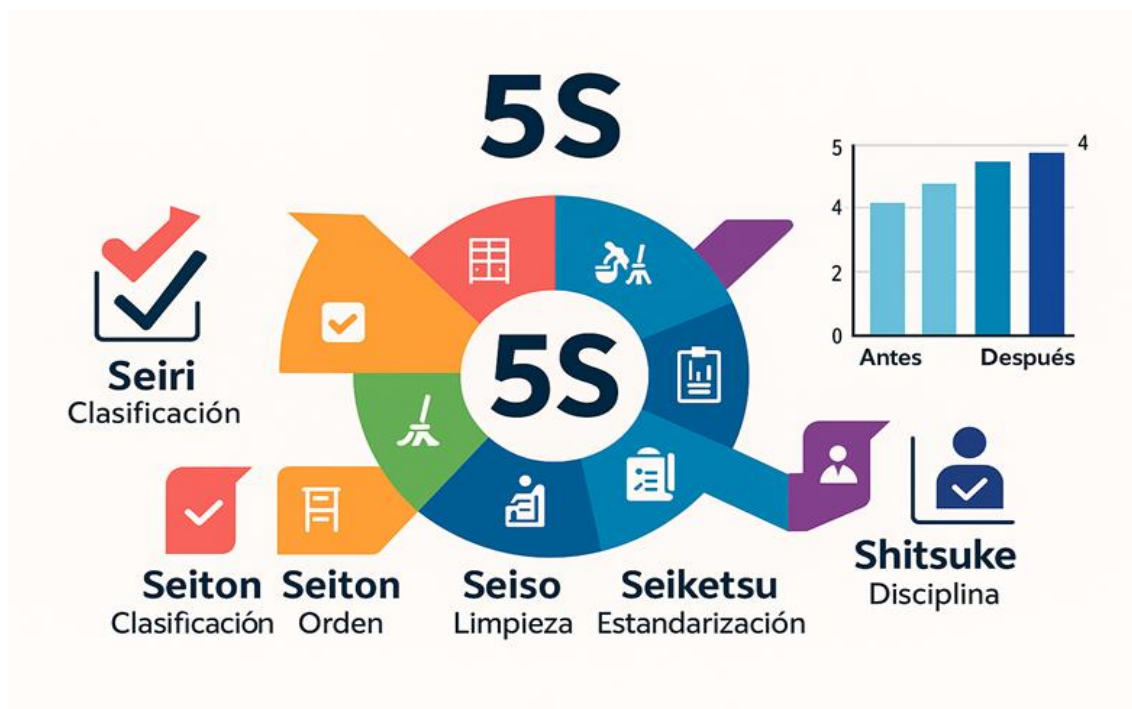 5S
5
4
2
0
4
Antes Después
5S
Seiri
Clasificación
Seiton
Clasificación
Seiton
Orden
Seiso
Limpieza
Seiketsu
Estandarización
Shitsuke
Disciplina